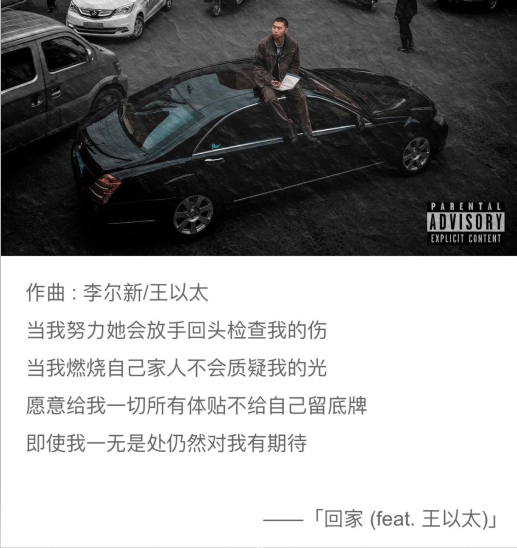 PARENTAL
ADVISORY
EXPLICIT CONTENT
作曲 : 李尔新/王以太
当我努力她会放手回头检查我的伤
当我燃烧自己家人不会质疑我的光
愿意给我一切所有体贴不给自己留底牌
即使我一无是处仍然对我有期待
——「回家 (feat. 王以太)」